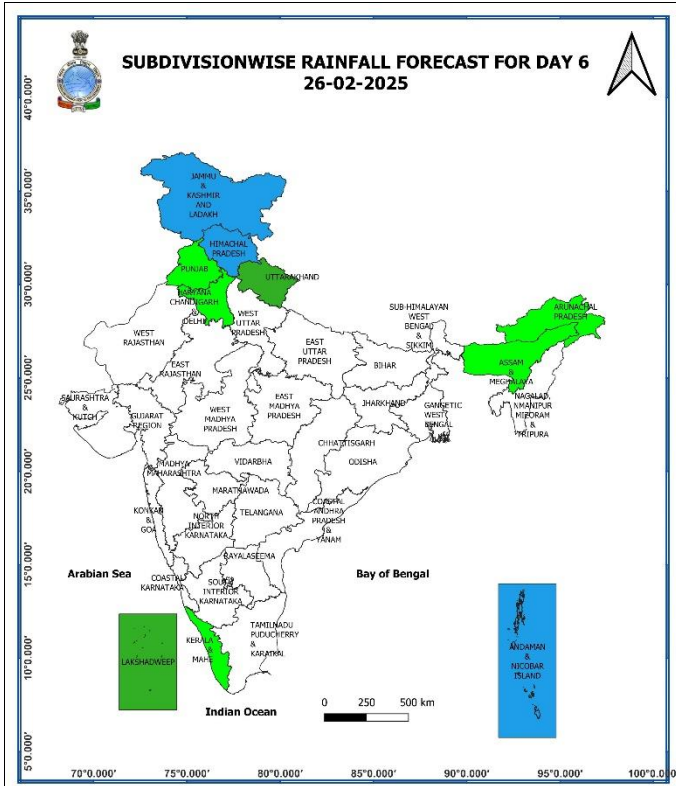 SUBDIVISIONWISE RAINFALL FORECAST FOR DAY 6
26-02-2025
40°0.000'
35°0.000'
30°0.000'
25°0.000'
20°0.000'
15°0.000'
10°0.000'
5°0.000'
JAMMU
&
KASHMIR
AND
LADAKH
HIMACHAL
PRADESH
PUNJAB
UTTARAKHAND
HARYANA
CHANDIGARH
&
DELHI
WEST
UTTAR
PRADESH
WEST
RAJASTHAN
EAST
RAJASTHAN
EAST
UTTAR
PRADESH
SUB-HIMALAYAN
WEST
BENGAL
&
SIKKIM
ARUNACHAL
PRADESH
ASSAM
&
MEGHALAYA
NAGALAD,
NMANIPUR
MIZORAM
&
TRIPURA
BIHAR
JHARKHAND
GANGETIC
WEST
BENGAL
SAURASHTRA
&
KUTCH
GUJARAT
REGION
WEST
MADHYA
PRADESH
EAST
MADHYA
PRADESH
CHHATTISGARH
ODISHA
MADHYA
MAHARSHTRA
VIDARBHA
MARATHAWADA
TELANGANA
KONKAN
&
GOA
NORTH
INTERIOR
KARNATAKA
COASTAL
ANDHRA
PRADESH
&
YANAM
RAYALASEEMA
Arabian Sea
Bay of Bengal
COASTAL
KARNATAKA
SOUTH
INTERIOR
KARNATAKA
TAMILNADU
PUDUCHERRY
&
KARAIKAL
KERALA
&
MAHE
LAKSHADWEEP
ANDAMAN
&
NICOBAR
ISLAND
Indian Ocean
0 250 500 km
70°0.000' 75°0.000' 80°0.000' 85°0.000' 90°0.000' 95°0.000' 100°0.000'